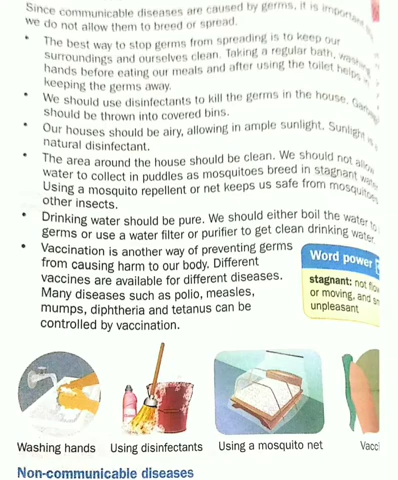 Since communicable diseases are caused by germs, it is important
we do not allow them to breed or spread.
• The best way to stop germs from spreading is to keep our
surroundings and ourselves clean. Taking a regular bath, washing
hands before eating our meals and after using the toilet helps
keeping the germs away.
• We should use disinfectants to kill the germs in the house.
should be thrown into covered bins.
• Our houses should be airy, allowing in ample sunlight. Sunlight is
natural disinfectant.
• The area around the house should be clean. We should not allow
water to collect in puddles as mosquitoes breed in stagnant water
Using a mosquito repellent or net keeps us safe from mosquitoes
other insects.
• Drinking water should be pure. We should either boil the water to
germs or use a water filter or purifier to get clean drinking water.
• Vaccination is another way of preventing germs
from causing harm to our body. Different
vaccines are available for different diseases.
Many diseases such as polio, measles,
mumps, diphtheria and tetanus can be
controlled by vaccination.
Word power
stagnant: not
or moving, and
unpleasant
Washing hands Using disinfectants Using a mosquito net
Non-communicable diseases